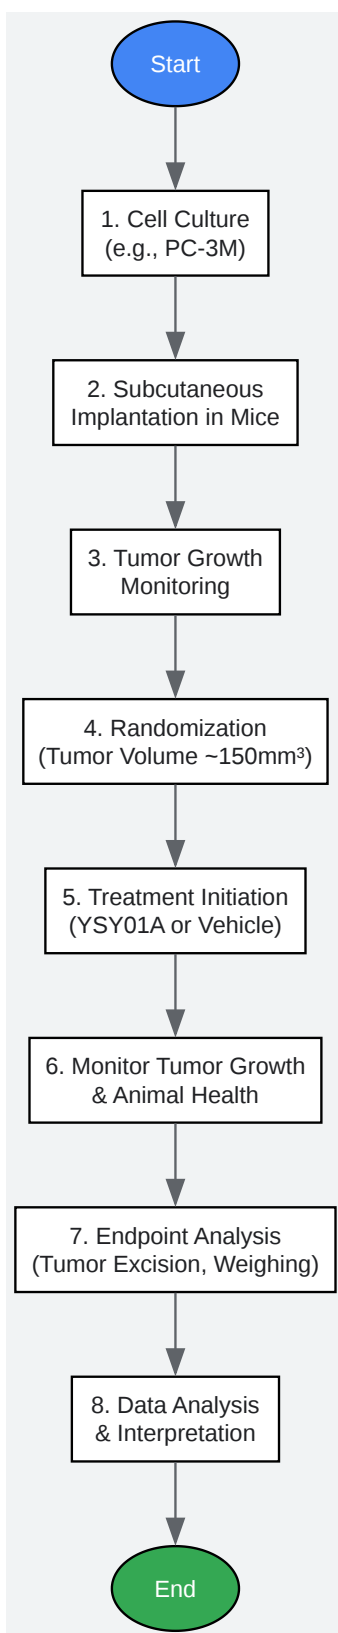 Start
1. Cell Culture
(e.g., PC-3M)
2. Subcutaneous
Implantation in Mice
3. Tumor Growth
Monitoring
4. Randomization
(Tumor Volume ~150mm³)
5. Treatment Initiation
(YSY01A or Vehicle)
6. Monitor Tumor Growth
& Animal Health
7. Endpoint Analysis
(Tumor Excision, Weighing)
8. Data Analysis
& Interpretation
End